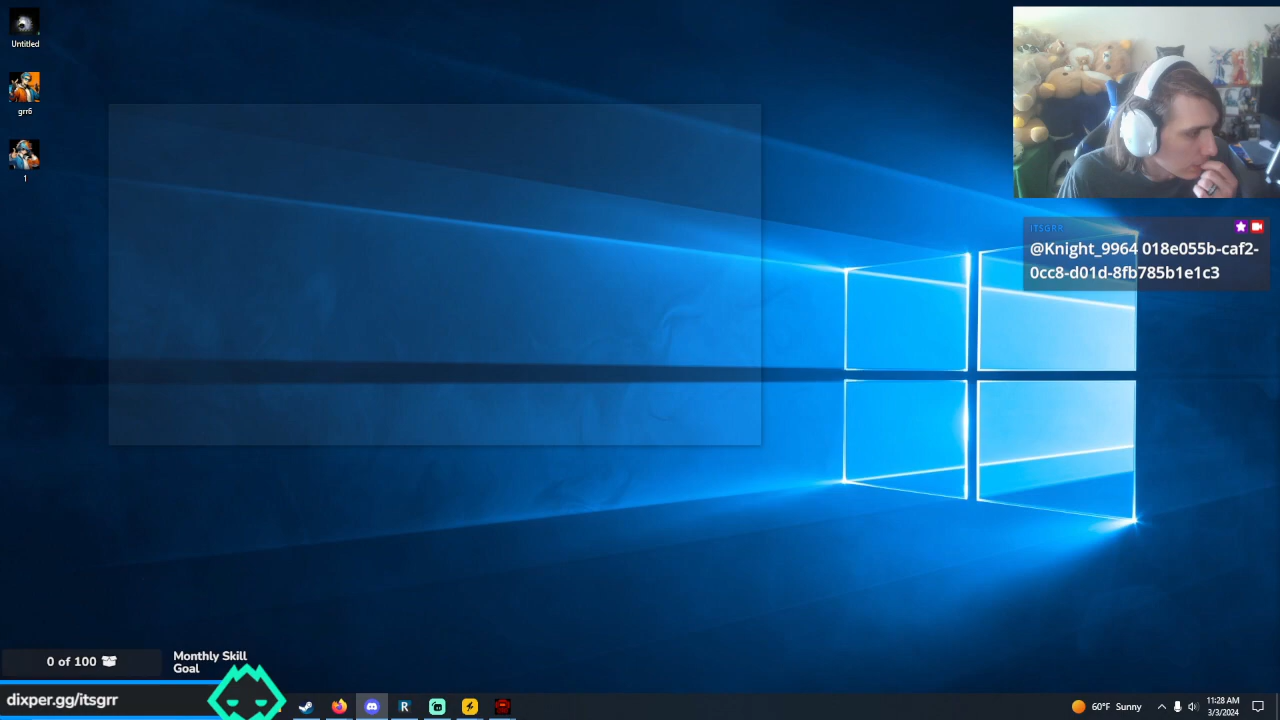 Untitled
grr6
1
ITSGRR
@Knight_9964 018e055b-caf2-
0cc8-d01d-8fb785b1e1c3
0 of 100
Monthly Skill
Goal
dixper.gg/itsgrr
R
60°F Sunny
11:28 AM
3/3/2024